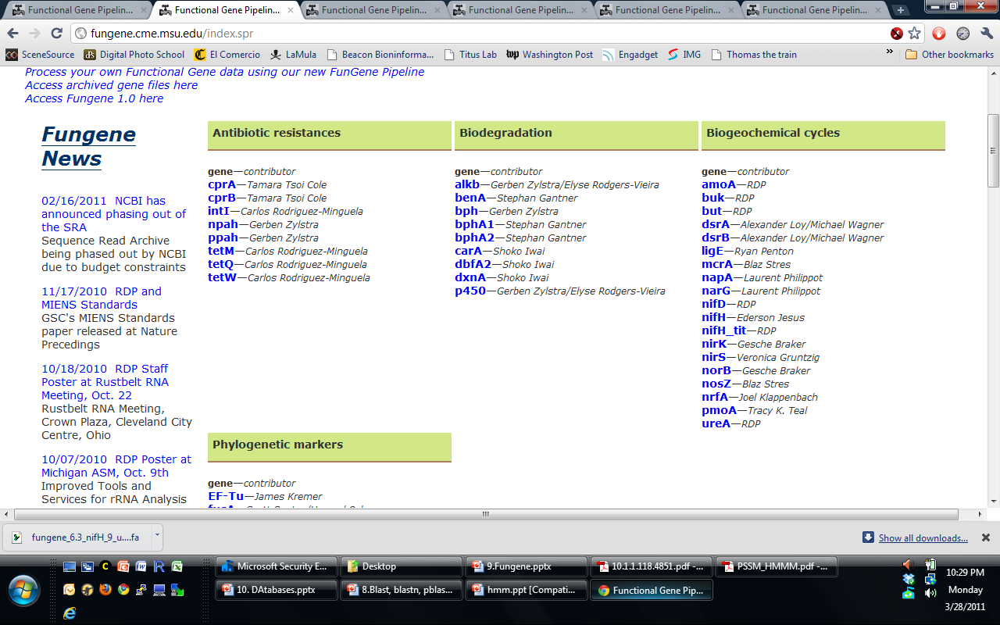 Functional Gene Pipelin...
Functional Gene Pipelin...
Functional Gene Pipelin...
Functional Gene Pipelin...
Functional Gene Pipelin...
Functional Gene Pipelin...
fungene.cme.msu.edu/index.spr
SceneSource
Digital Photo School
El Comercio
LaMula
Beacon Bioninforma...
Titus Lab
Washington Post
Engadget
IMG
Thomas the train
»
Other bookmarks
Process your own Functional Gene data using our new FunGene Pipeline
Access archived gene files here
Access Fungene 1.0 here
Fungene
News
02/16/2011 NCBI has
announced phasing out of
the SRA
Sequence Read Archive
being phased out by NCBI
due to budget constraints
11/17/2010 RDP and
MIENS Standards
GSC's MIENS Standards
paper released at Nature
Precedings
10/18/2010 RDP Staff
Poster at Rustbelt RNA
Meeting, Oct. 22
Rustbelt RNA Meeting,
Crown Plaza, Cleveland City
Centre, Ohio
10/07/2010 RDP Poster at
Michigan ASM, Oct. 9th
Improved Tools and
Services for rRNA Analysis
Antibiotic resistances
gene—contributor
cprA—Tamara Tsoi Cole
cprB—Tamara Tsoi Cole
intI—Carlos Rodriguez-Minguela
npah—Gerben Zylstra
ppah—Gerben Zylstra
tetM—Carlos Rodriguez-Minguela
tetQ—Carlos Rodriguez-Minguela
tetW—Carlos Rodriguez-Minguela
Biodegradation
gene—contributor
alkb—Gerben Zylstra/Elyse Rodgers-Vieira
benA—Stephan Gantner
bph—Gerben Zylstra
bphA1—Stephan Gantner
bphA2—Stephan Gantner
carA—Shoko Iwai
dbfA2—Shoko Iwai
dxnA—Shoko Iwai
p450—Gerben Zylstra/Elyse Rodgers-Vieira
Biogeochemical cycles
gene—contributor
amoA—RDP
buk—RDP
but—RDP
dsrA—Alexander Loy/Michael Wagner
dsrB—Alexander Loy/Michael Wagner
ligE—Ryan Penton
mcrA—Blaz Stres
napA—Laurent Philippot
narG—Laurent Philippot
nifD—RDP
nifH—Ederson Jesus
nifH_tit—RDP
nirK—Gesche Braker
nirS—Veronica Gruntzig
norB—Gesche Braker
nosZ—Blaz Stres
nrfA—Joel Klappenbach
pmoA—Tracy K. Teal
ureA—RDP
Phylogenetic markers
gene—contributor
EF-Tu—James Kremer
fungene_6.3_nifH_9_u....fa
Show all downloads...
Microsoft Security E...
Desktop
9.Fungene.pptx
10.1.1.118.4851.pdf -...
PSSM_HMMM.pdf -...
10. DAtabases.pptx
8.Blast, blastn, pblas...
hmm.ppt [Compati...
Functional Gene Pip...
10:29 PM
Monday
3/28/2011